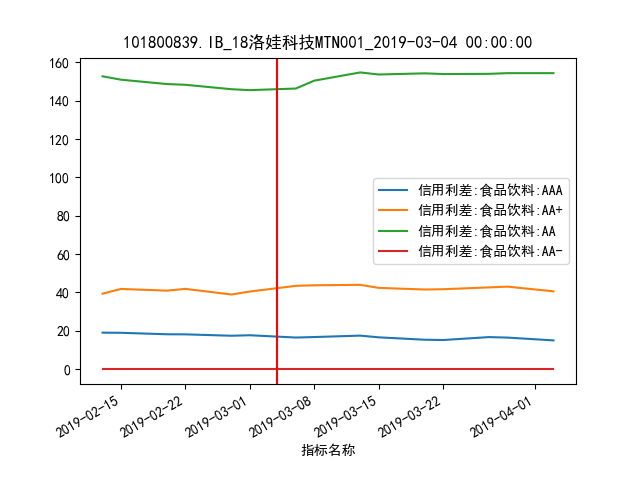 101800839.IB_18洛娃科技MTN001_2019-03-04 00:00:00
160
140
120
100
80
60
40
20
0
信用利差:食品饮料:AAA
信用利差:食品饮料:AA+
信用利差:食品饮料:AA
信用利差:食品饮料:AA-
2019-02-15
2019-02-22
2019-03-01
2019-03-08
2019-03-15
2019-03-22
2019-04-01
指标名称